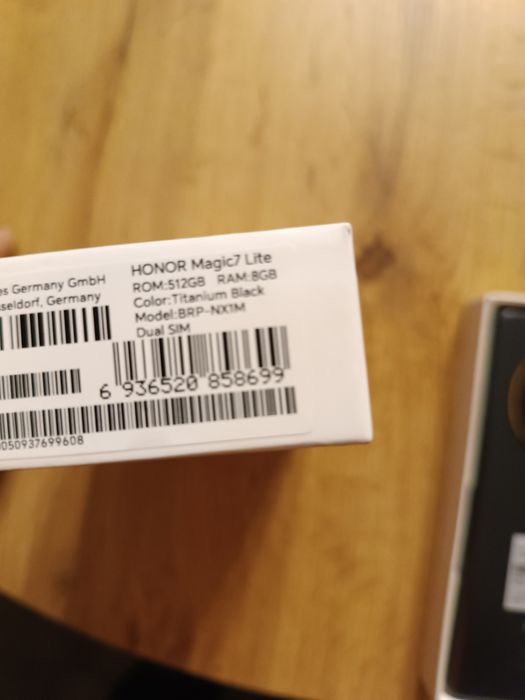 es Germany GmbH
sseldorf, Germany
HONOR Magic7 Lite
ROM:512GB RAM:8GB
Color:Titanium Black
Model:BRP-NX1M
Dual SIM
6 936520 858699
050937699608